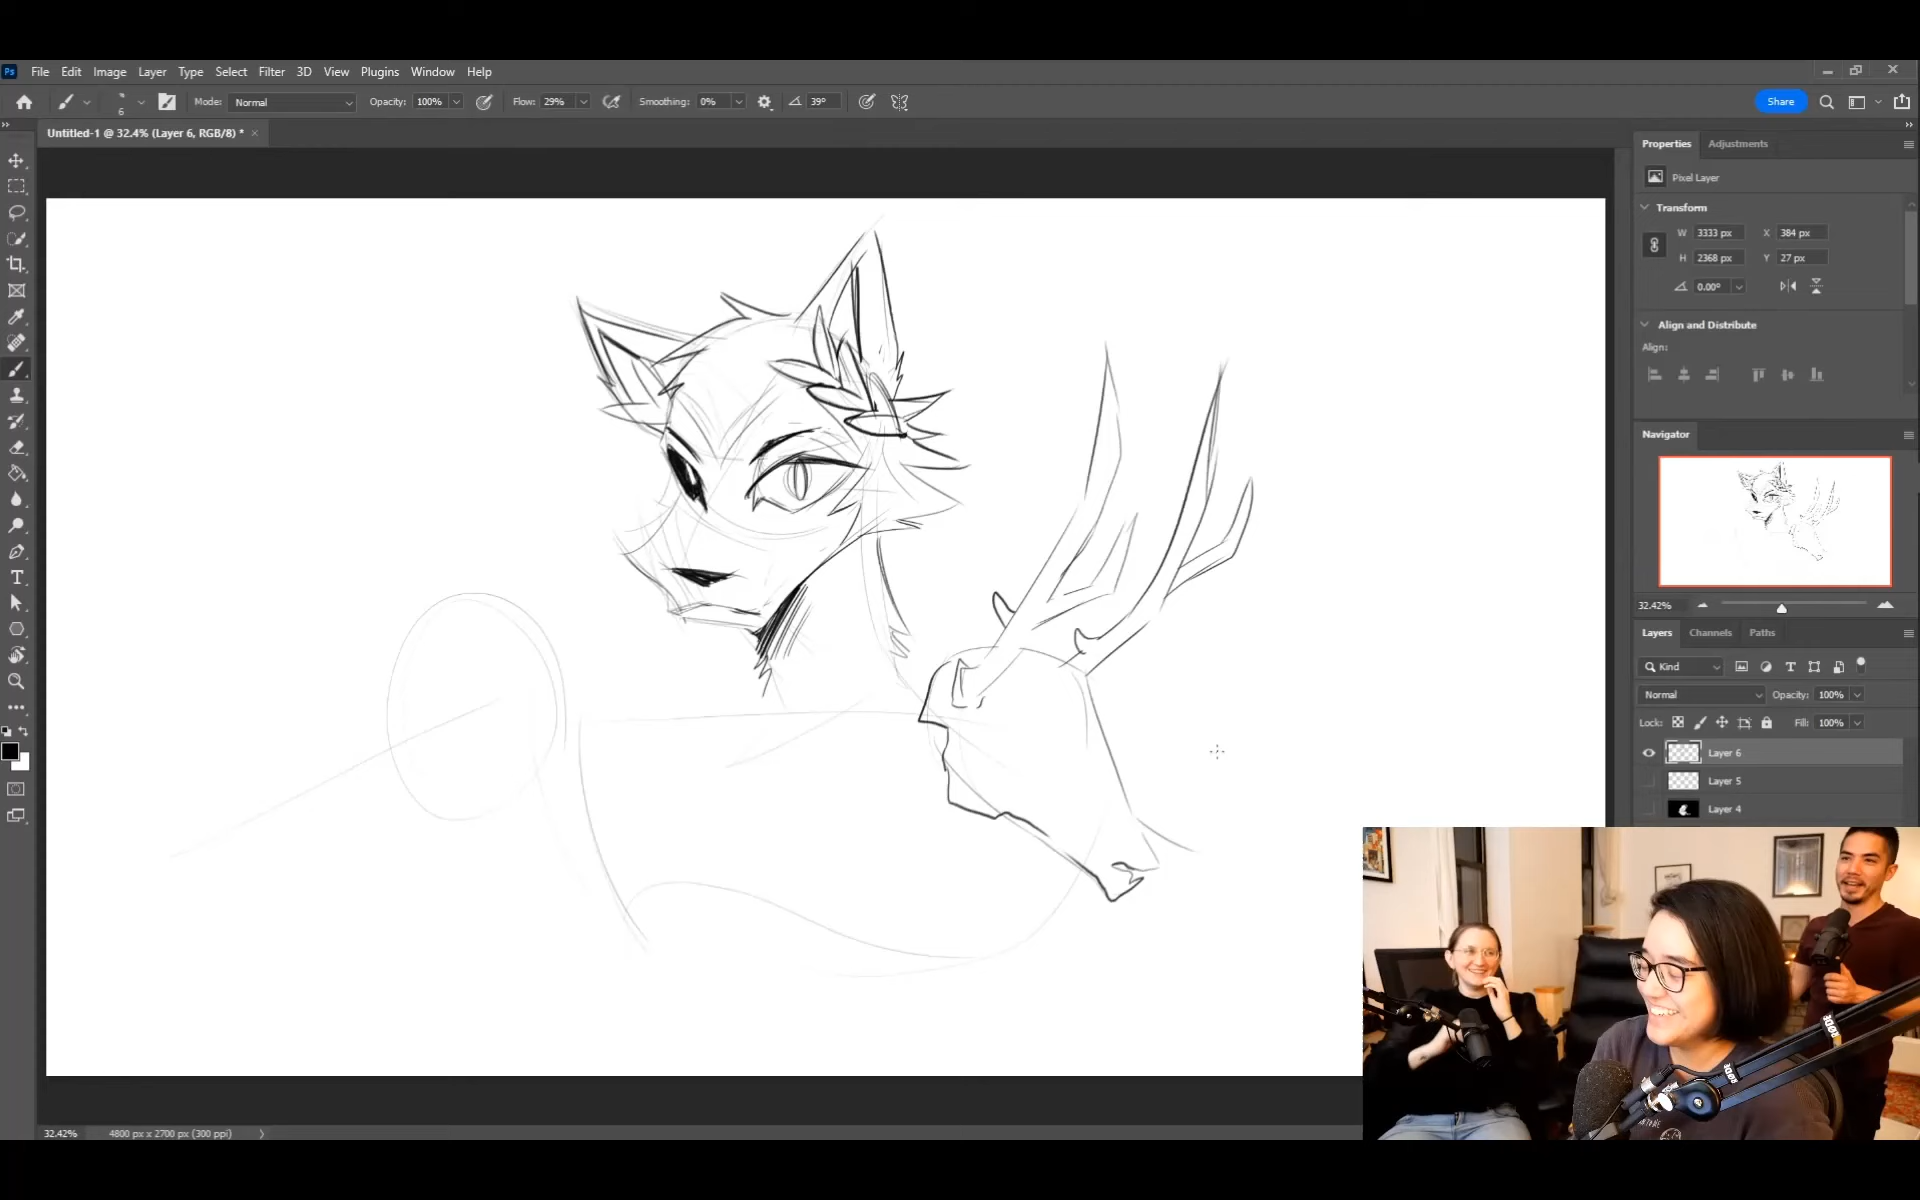 Ps File Edit Image Layer Type Select Filter 3D View Plugins Window Help
6 Mode: Normal Opacity: 100% Flow: 29% Smoothing: 0% 39° Share
Untitled-1 @ 32.4% (Layer 6, RGB/8) * ×
Properties Adjustments
Pixel Layer
Transform
W 3333 px X 384 px
H 2368 px Y 27 px
0.00°
Align and Distribute
Align:
Navigator
32.42%
Layers Channels Paths
Kind
Normal Opacity: 100%
Lock: Fill: 100%
Layer 6
Layer 5
Layer 4
RØDE
RØDE
32.42% 4800 px x 2700 px (300 ppi)